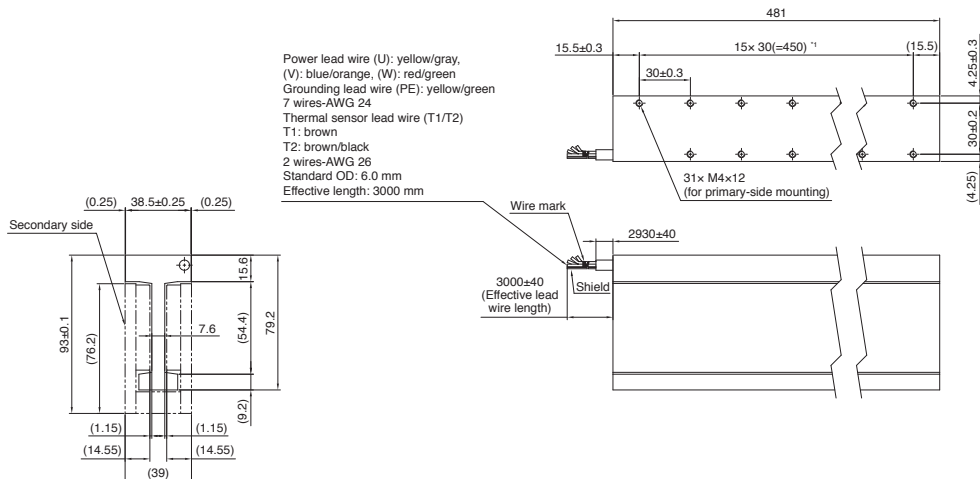 481
15.5±0.3
15× 30(=450) *1
(15.5)
30±0.3
4.25±0.3
30±0.2
(4.25)
31× M4×12
(for primary-side mounting)
Power lead wire (U): yellow/gray,
(V): blue/orange, (W): red/green
Grounding lead wire (PE): yellow/green
7 wires-AWG 24
Thermal sensor lead wire (T1/T2)
T1: brown
T2: brown/black
2 wires-AWG 26
Standard OD: 6.0 mm
Effective length: 3000 mm
Wire mark
2930±40
3000±40
(Effective lead
wire length)
Shield
(0.25)
38.5±0.25
(0.25)
Secondary side
15.6
93±0.1
(76.2)
7.6
(54.4)
79.2
(9.2)
(1.15)
(1.15)
(14.55)
(14.55)
(39)